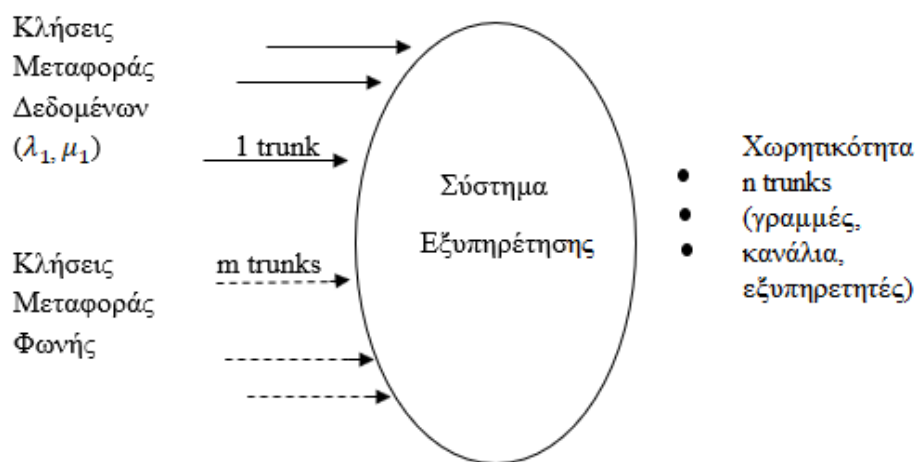 Κλήσεις
Μεταφοράς
Δεδομένων
(λ₁, μ₁)
1 trunk
Κλήσεις
Μεταφοράς
Φωνής
m trunks
Σύστημα
Εξυπηρέτησης
Χωρητικότητα
n trunks
(γραμμές,
κανάλια,
εξυπηρετητές)